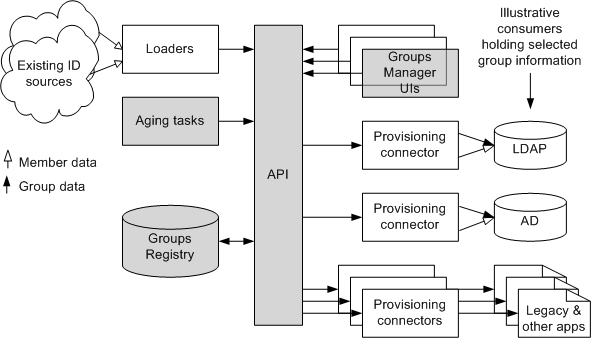 Existing ID
sources
Loaders
Aging tasks
Member data
Group data
Groups
Registry
API
Groups
Manager
UIs
Illustrative
consumers
holding selected
group information
Provisioning
connector
LDAP
Provisioning
connector
AD
Provisioning
connectors
Legacy &
other apps